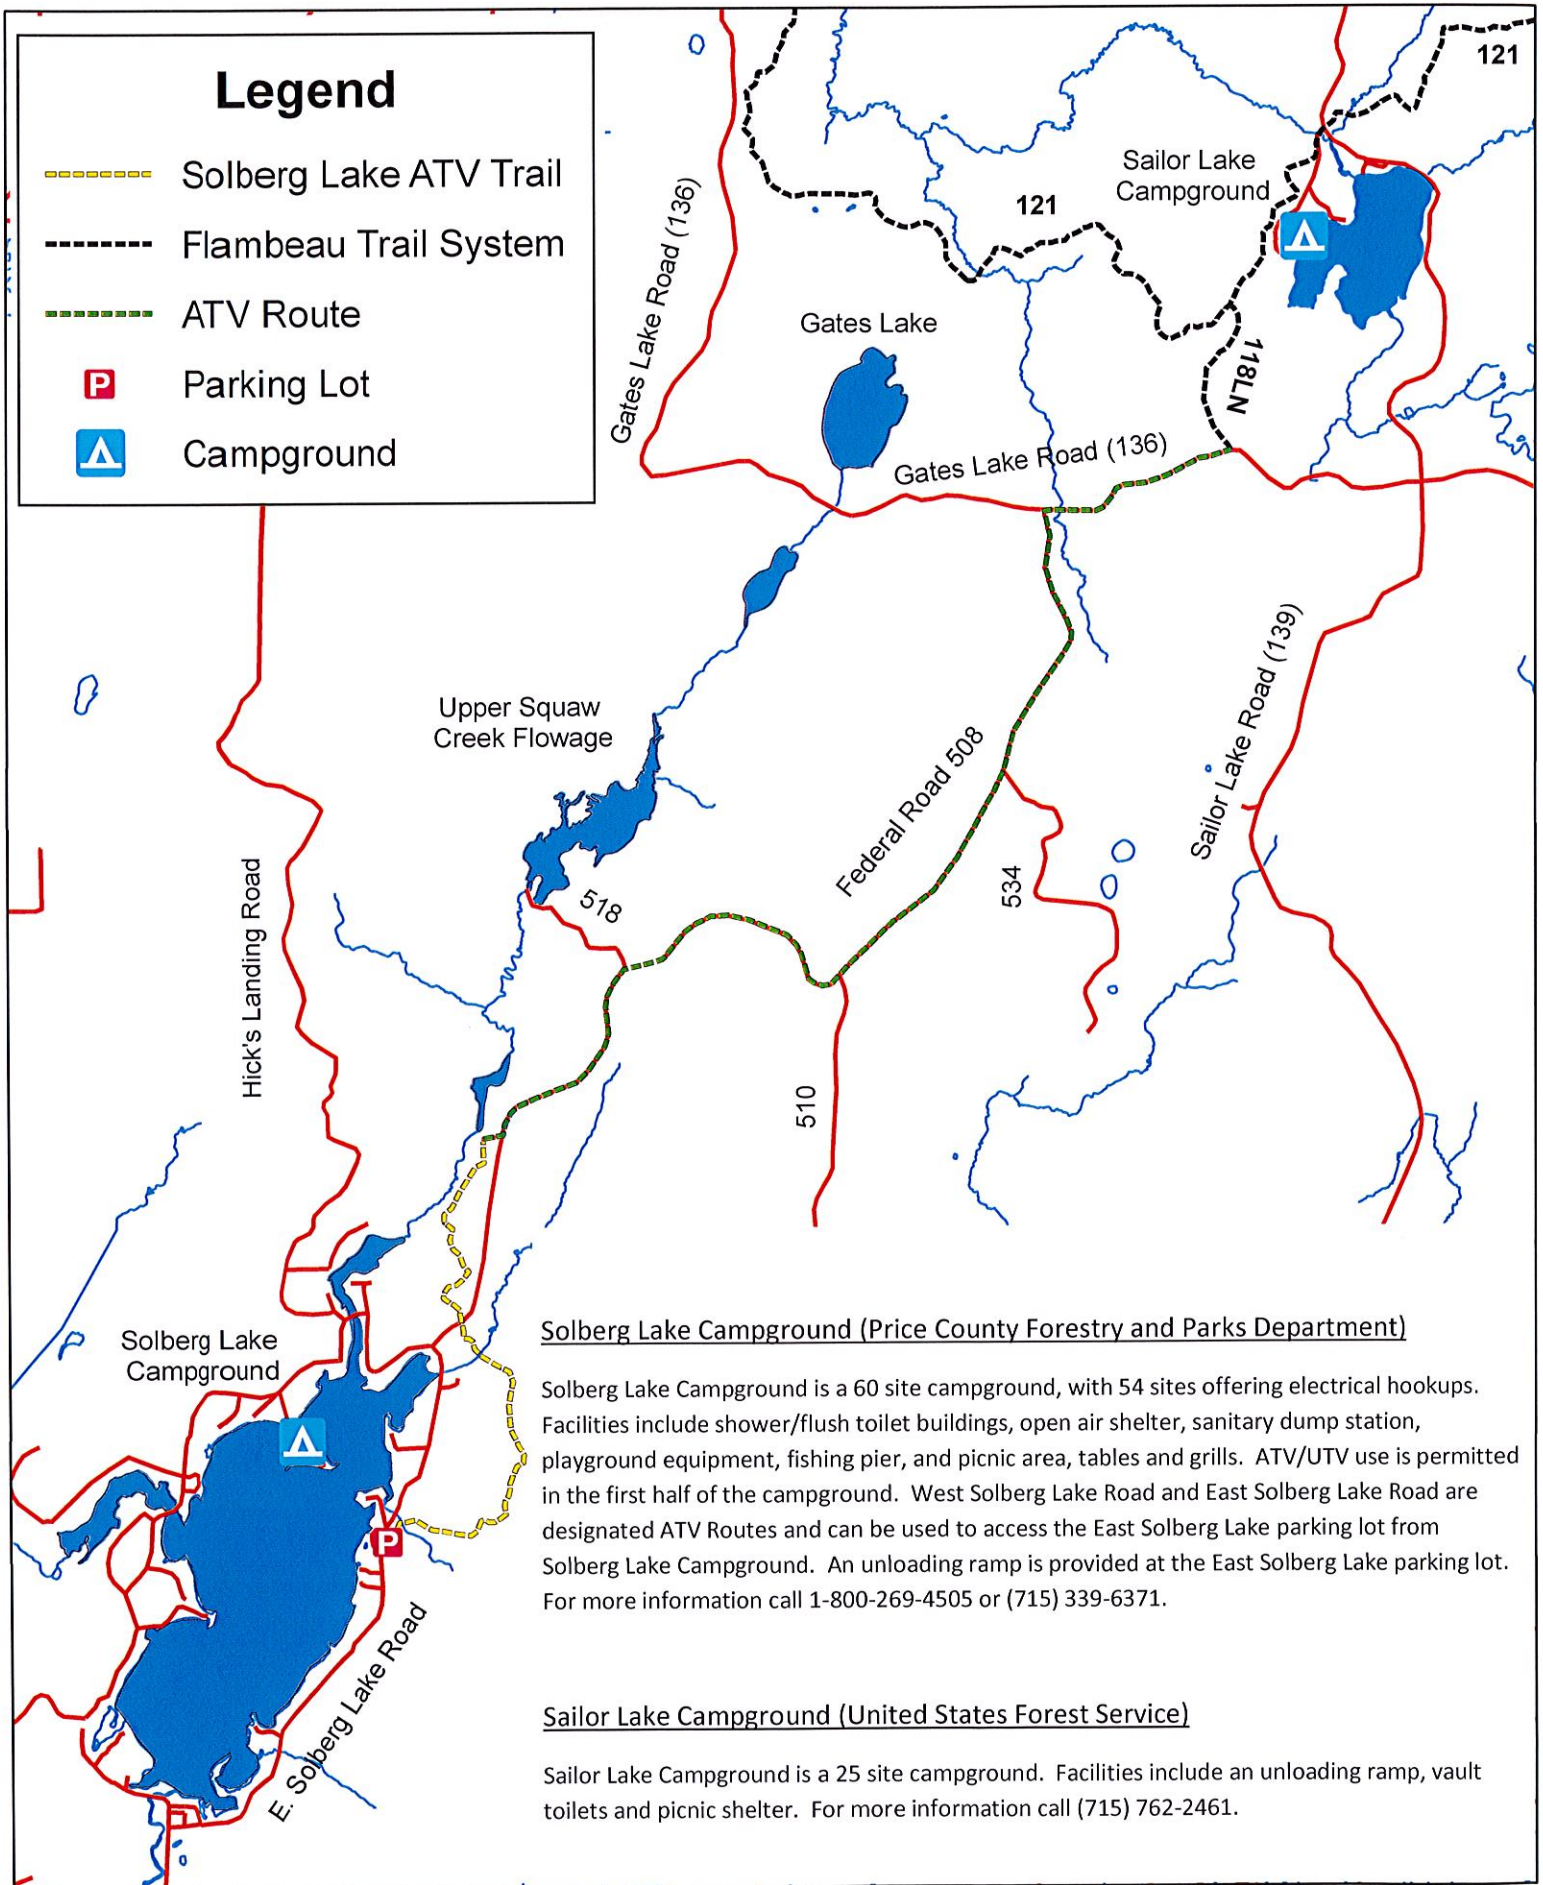 Legend
Solberg Lake ATV Trail
Flambeau Trail System
ATV Route
P
Parking Lot
Campground
121
Sailor Lake
Campground
121
Gates Lake Road (136)
Gates Lake
118LN
Gates Lake Road (136)
Upper Squaw
Creek Flowage
Sailor Lake Road (139)
Federal Road 508
534
518
Hick's Landing Road
510
Solberg Lake
Campground
P
E. Solberg Lake Road
Solberg Lake Campground (Price County Forestry and Parks Department)
Solberg Lake Campground is a 60 site campground, with 54 sites offering electrical hookups.
Facilities include shower/flush toilet buildings, open air shelter, sanitary dump station,
playground equipment, fishing pier, and picnic area, tables and grills. ATV/UTV use is permitted
in the first half of the campground. West Solberg Lake Road and East Solberg Lake Road are
designated ATV Routes and can be used to access the East Solberg Lake parking lot from
Solberg Lake Campground. An unloading ramp is provided at the East Solberg Lake parking lot.
For more information call 1-800-269-4505 or (715) 339-6371.
Sailor Lake Campground (United States Forest Service)
Sailor Lake Campground is a 25 site campground. Facilities include an unloading ramp, vault
toilets and picnic shelter. For more information call (715) 762-2461.